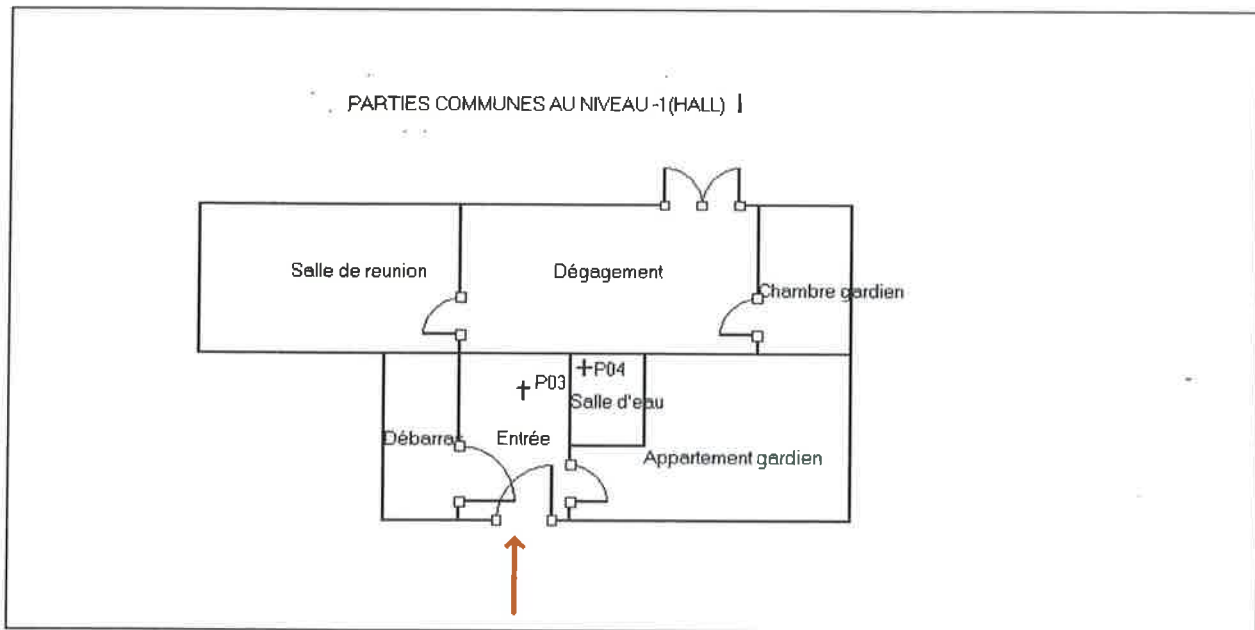 PARTIES COMMUNES AU NIVEAU -1(HALL)
Salle de reunion
Dégagement
Chambre gardien
P03
P04
Salle d'eau
Débarras
Entrée
Appartement gardien